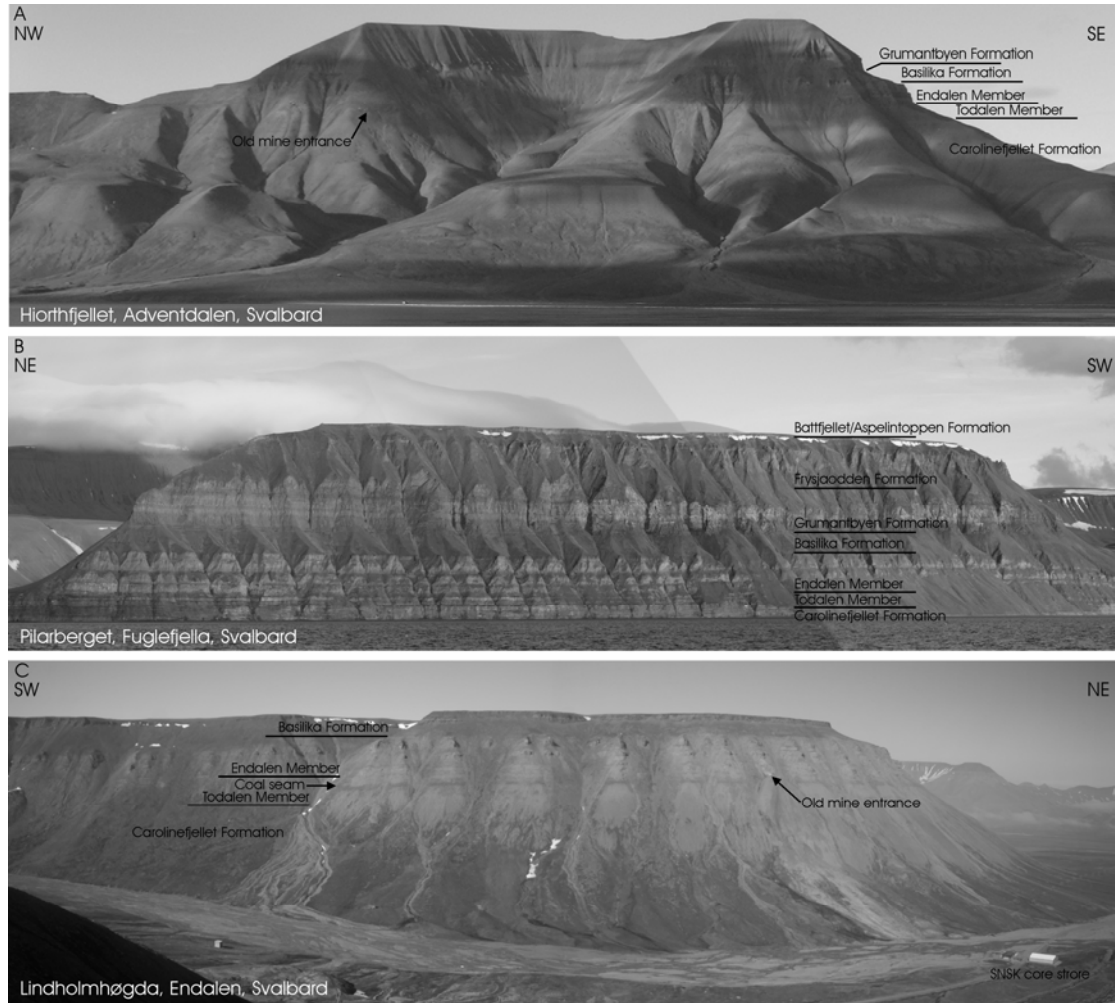 A
NW
SE
Grumantbyen Formation
Basilika Formation
Endalen Member
Todalen Member
Old mine entrance
Carolinefjellet Formation
Hiorthfjellet, Adventdalen, Svalbard
B
NE
SW
Battfjellet/Aspelintoppen Formation
Frysjaodden Formation
Grumantbyen Formation
Basilika Formation
Endalen Member
Todalen Member
Carolinefjellet Formation
Pilarberget, Fuglefjella, Svalbard
C
SW
NE
Basilika Formation
Endalen Member
Coal seam
Todalen Member
Old mine entrance
Carolinefjellet Formation
SNSK core strore
Lindholmhøgda, Endalen, Svalbard